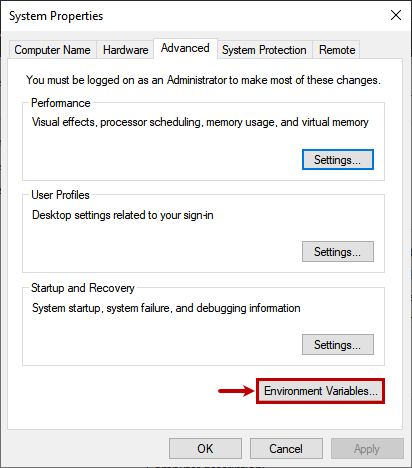 System Properties
Computer Name Hardware Advanced System Protection Remote
You must be logged on as an Administrator to make most of these changes.
Performance
Visual effects, processor scheduling, memory usage, and virtual memory
Settings...
User Profiles
Desktop settings related to your sign-in
Settings...
Startup and Recovery
System startup, system failure, and debugging information
Settings...
Environment Variables...
OK Cancel Apply